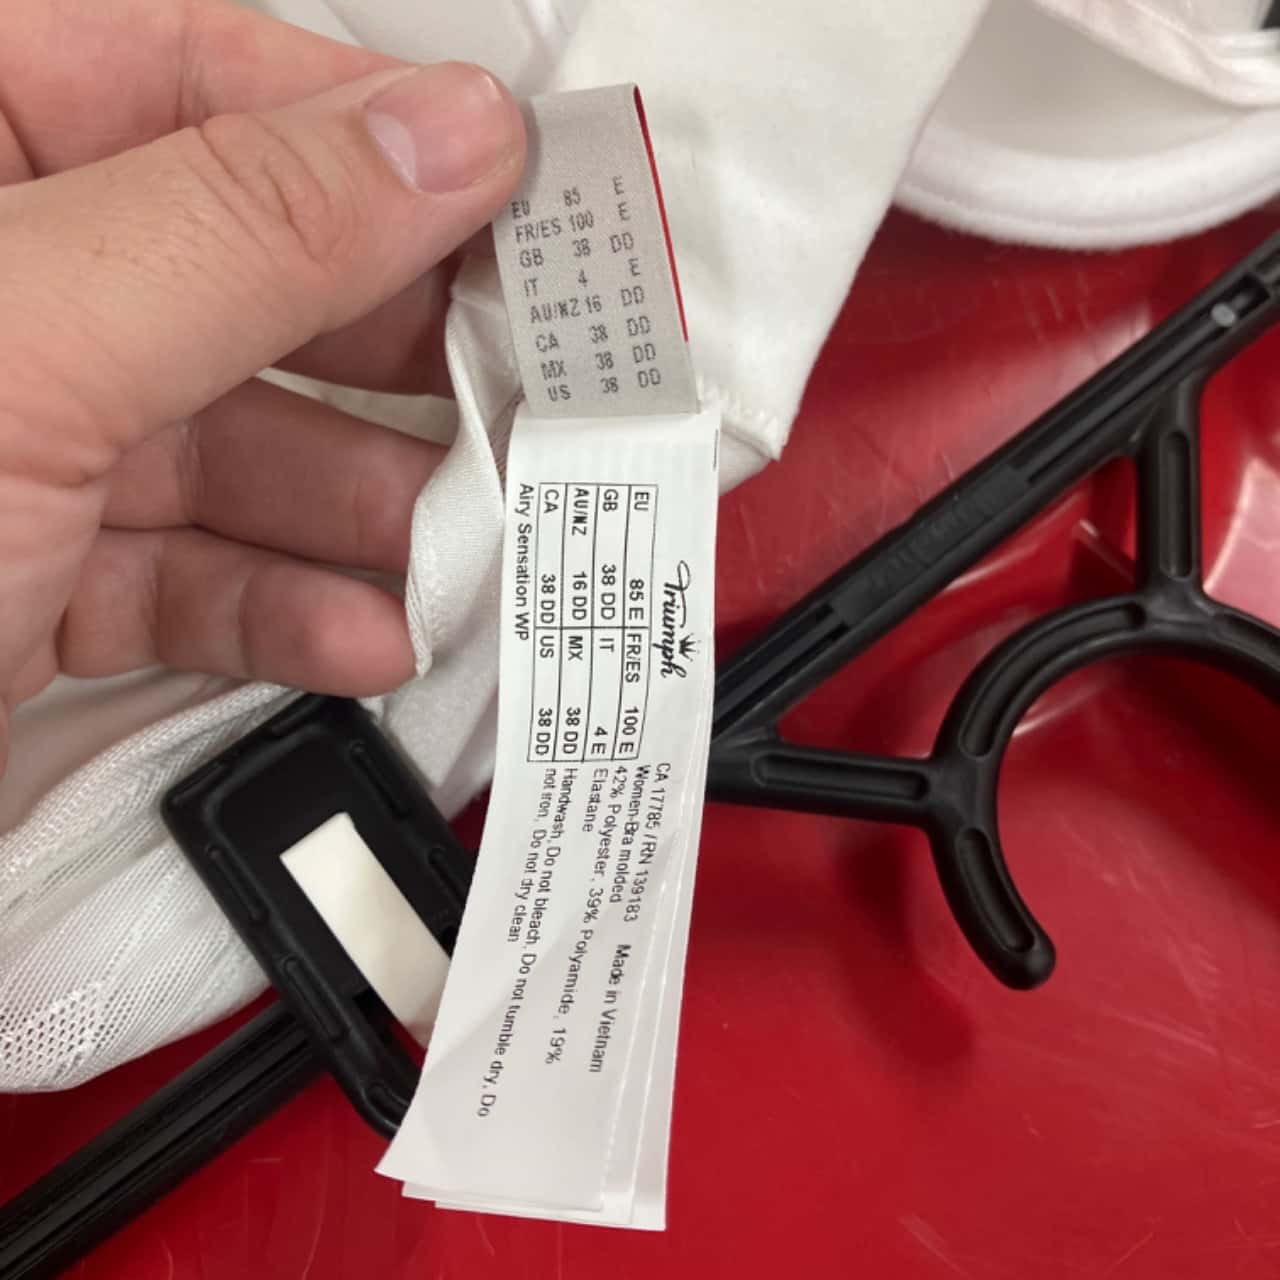 EU 85 E
FR/ES 100 E
GB 38 DD
IT 4 E
AU/NZ 16 DD
CA 38 DD
MX 38 DD
US 38 DD
Triumph
EU 85 E FR/ES 100 E
GB 38 DD IT 4 E
AU/NZ 16 DD MX 38 DD
CA 38 DD US 38 DD
Airy Sensation WP
CA 17785 / RN 139183
Women-Bra molded Made in Vietnam
42% Polyester, 39% Polyamide, 19%
Elastane
Handwash, Do not bleach, Do not tumble dry, Do
not iron, Do not dry clean